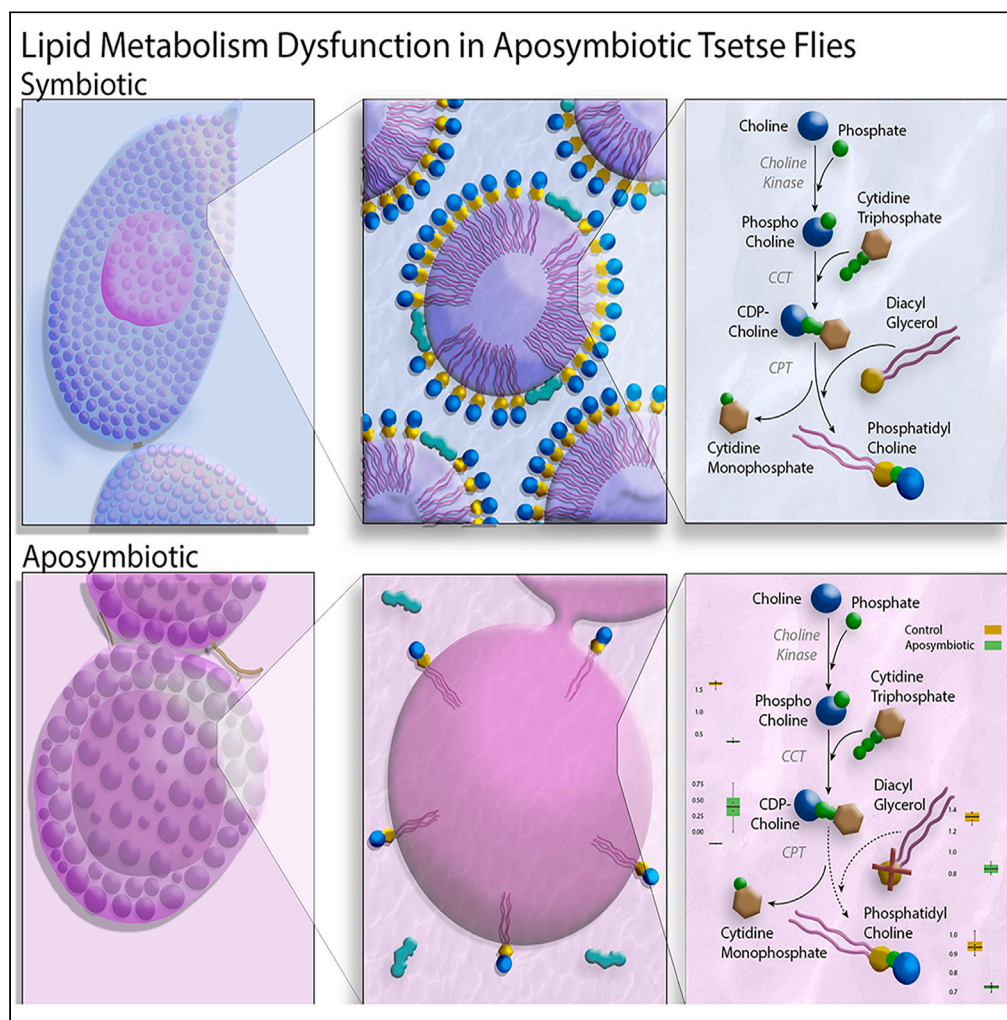 Lipid Metabolism Dysfunction in Aposymbiotic Tsetse Flies
Symbiotic
Choline
Phosphate
Choline
Kinase
Cytidine
Triphosphate
Phospho
Choline
CCT
Diacyl
Glycerol
CDP-
Choline
CPT
Cytidine
Monophosphate
Phosphatidyl
Choline
Aposymbiotic
Choline
Phosphate
Control
Aposymbiotic
Choline
Kinase
Cytidine
Triphosphate
1.5
1.0
0.5
Phospho
Choline
CCT
Diacyl
Glycerol
0.75
0.50
0.25
0.00
CDP-
Choline
1.4
1.2
1.0
0.8
CPT
Cytidine
Monophosphate
Phosphatidyl
Choline
1.0
0.9
0.8
0.7